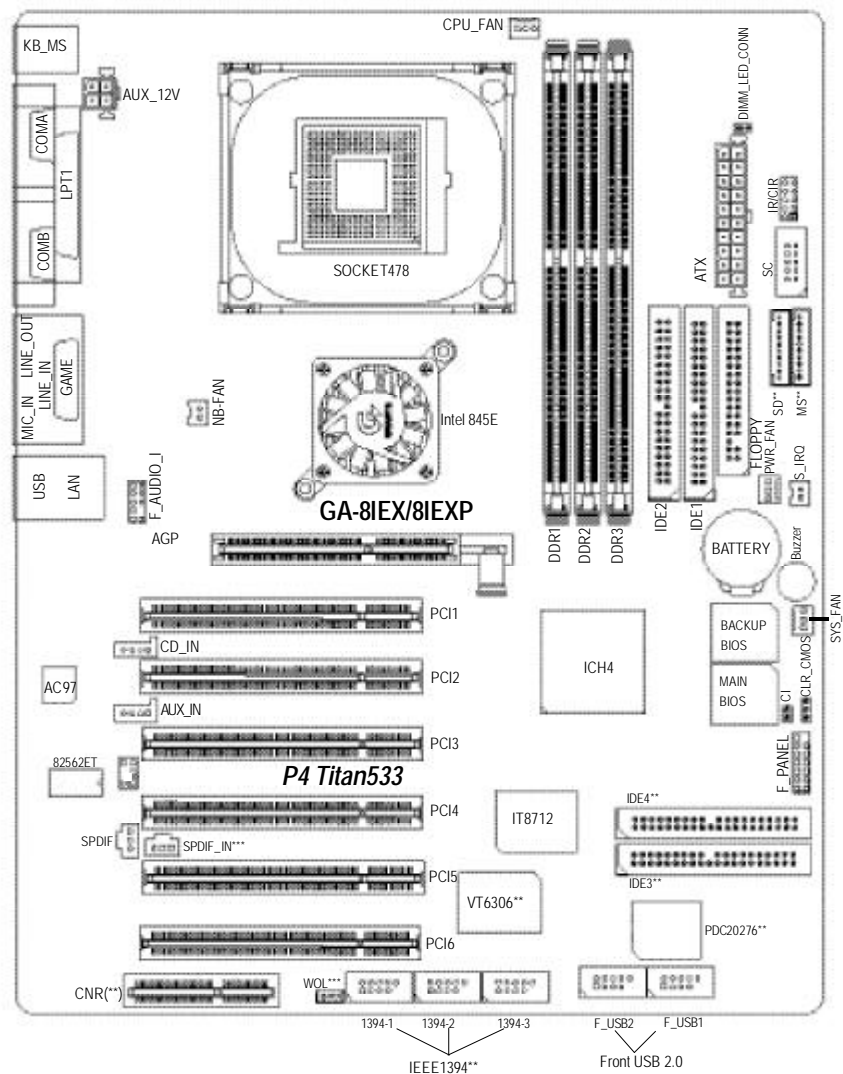 CPU_FAN
KB_MS
AUX_12V
DIMM_LED_CONN
COMA
LPT1
COMB
IR/CIR
SC
ATX
SOCKET478
MIC_IN LINE_OUT
LINE_IN
GAME
NB-FAN
Intel 845E
SD**
MS**
FLOPPY
PWR_FAN
S_IRQ
USB
LAN
F_AUDIO_I
GA-8IEX/8IEXP
DDR1
DDR2
DDR3
IDE2
IDE1
AGP
BATTERY
Buzzer
SYS_FAN
PCI1
CD_IN
BACKUP
BIOS
ICH4
PCI2
MAIN
BIOS
CI
CLR_CMOS
AC97
AUX_IN
PCI3
F_PANEL
82562ET
P4 Titan533
IDE4**
PCI4
IT8712
SPDIF
SPDIF_IN***
PCI5
IDE3**
VT6306**
PDC20276**
PCI6
CNR(**)
WOL***
1394-1
1394-2
1394-3
F_USB2
F_USB1
IEEE1394**
Front USB 2.0